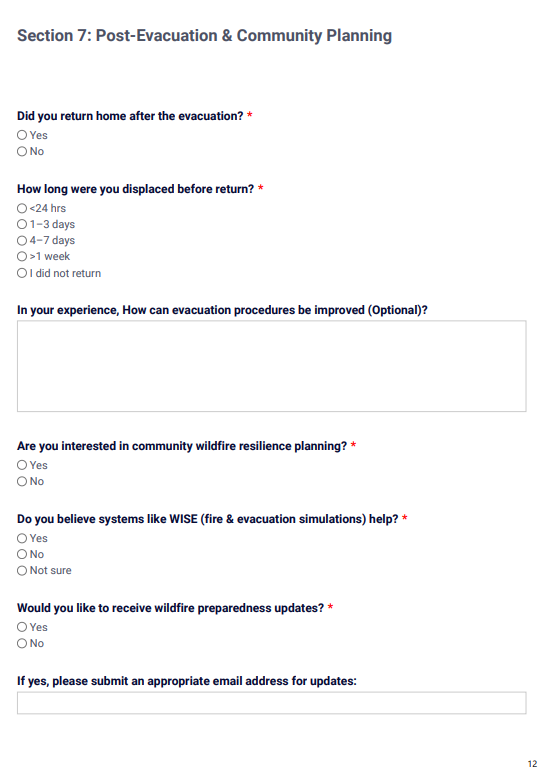 Section 7: Post-Evacuation & Community Planning
Did you return home after the evacuation? *
Yes
No
How long were you displaced before return? *
<24 hrs
1–3 days
4–7 days
>1 week
I did not return
In your experience, How can evacuation procedures be improved (Optional)?
Are you interested in community wildfire resilience planning? *
Yes
No
Do you believe systems like WISE (fire & evacuation simulations) help? *
Yes
No
Not sure
Would you like to receive wildfire preparedness updates? *
Yes
No
If yes, please submit an appropriate email address for updates:
12